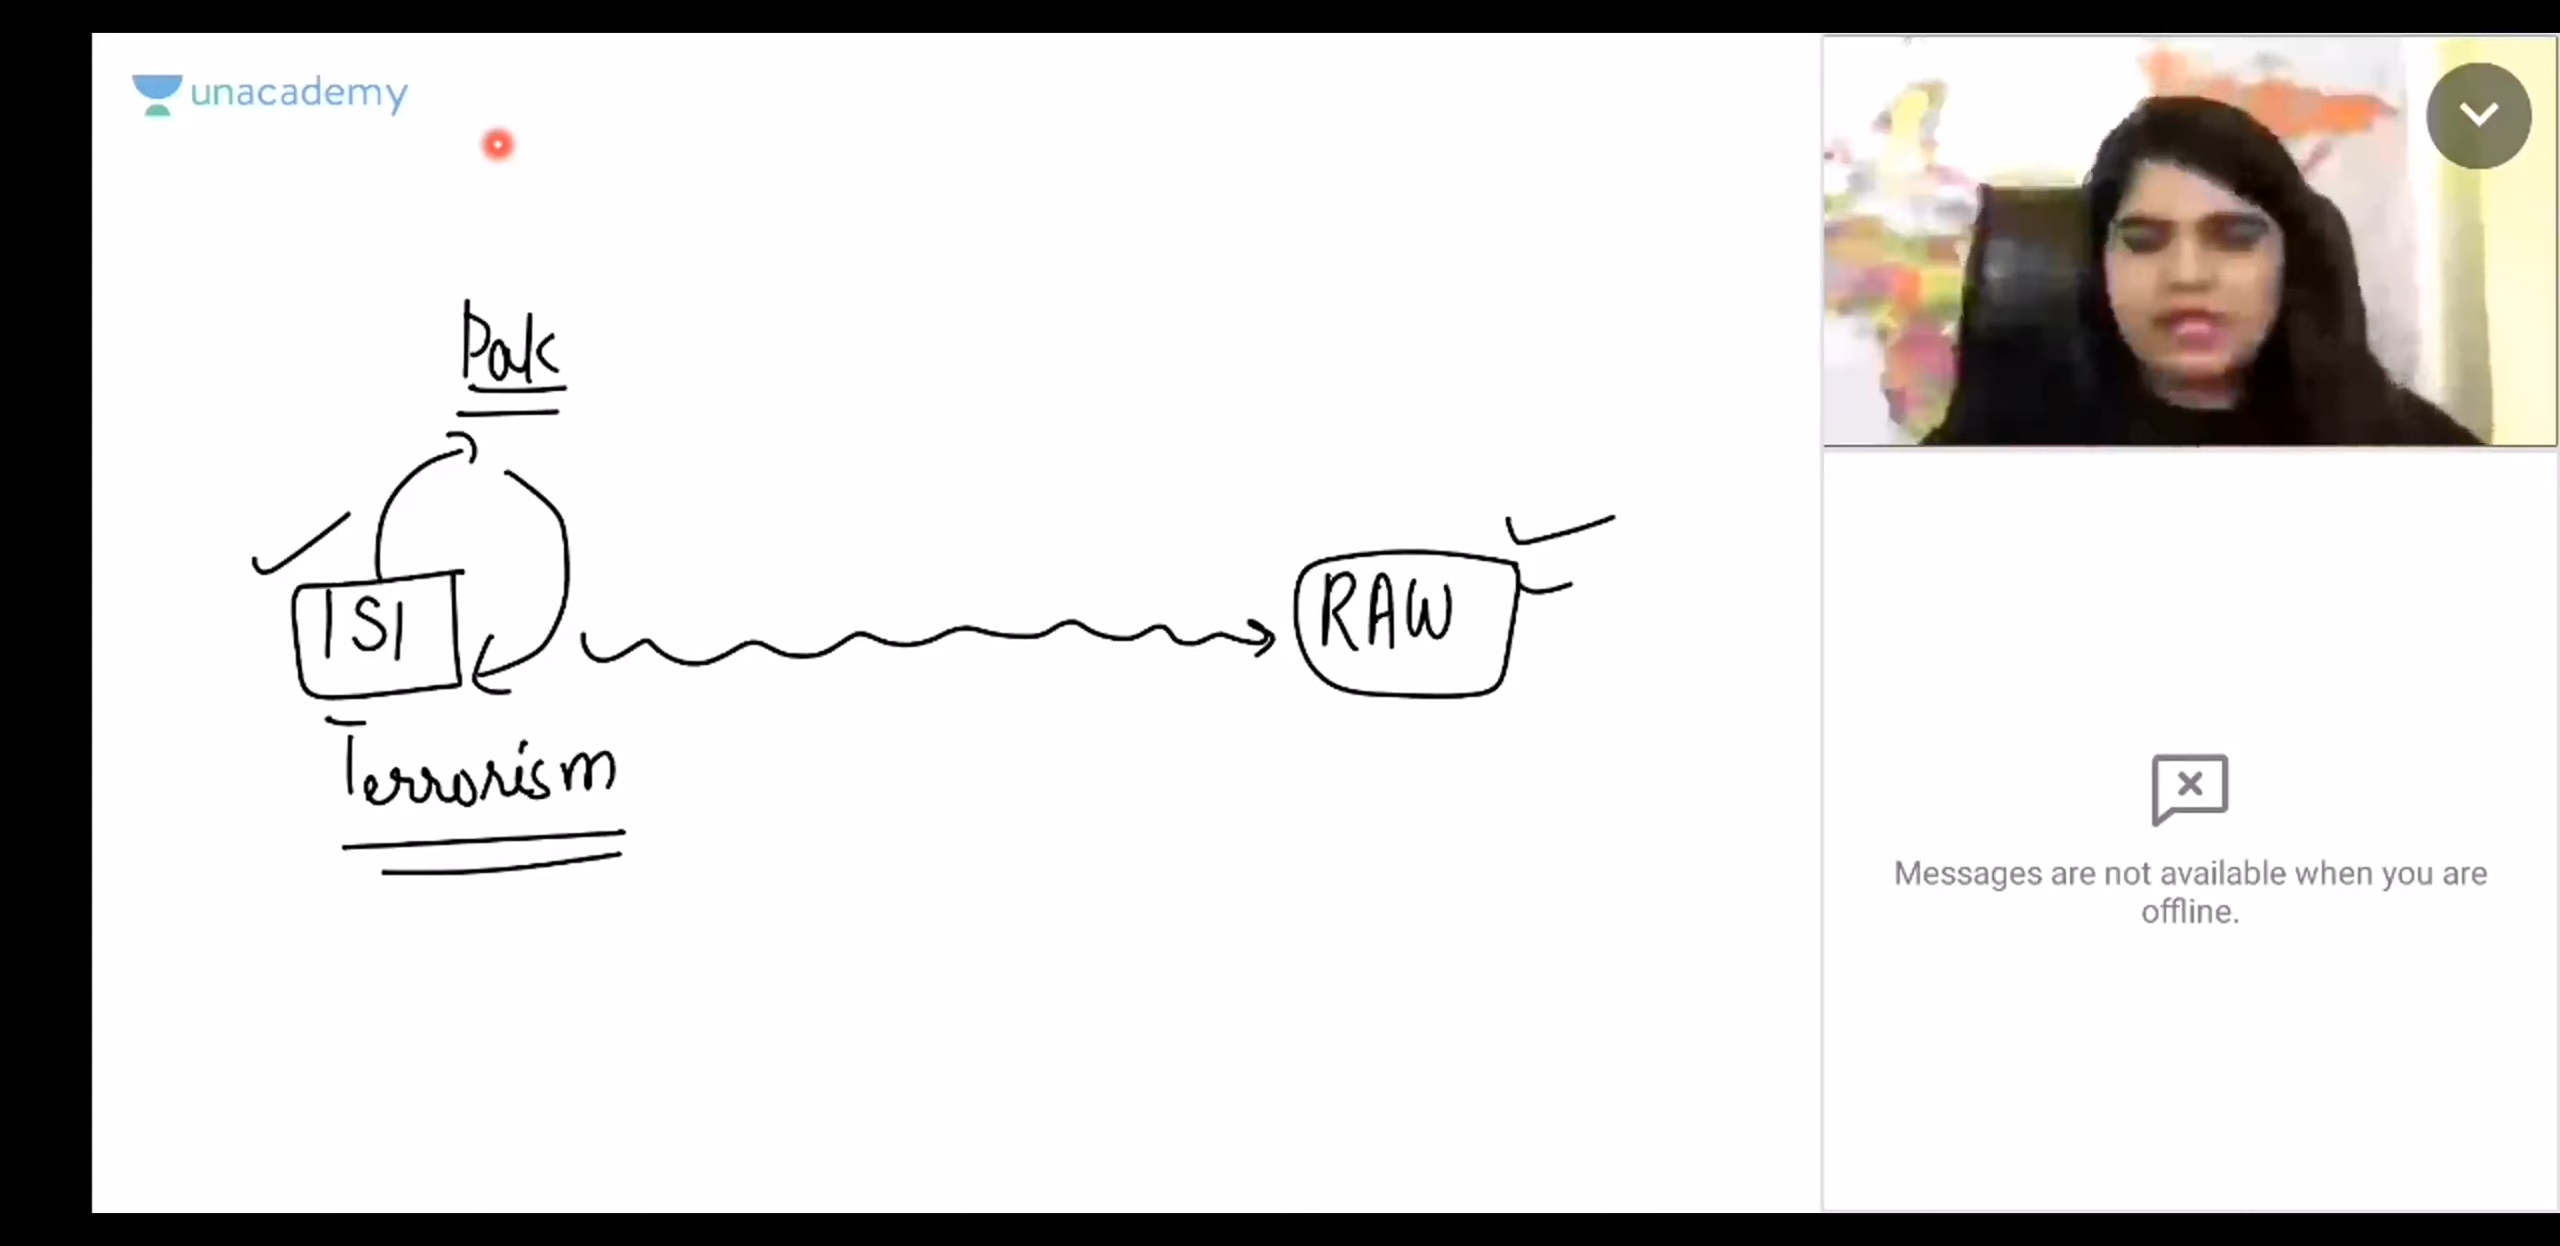 unacademy
Pak
ISI
RAW
Terrorism
Messages are not available when you are
offline.